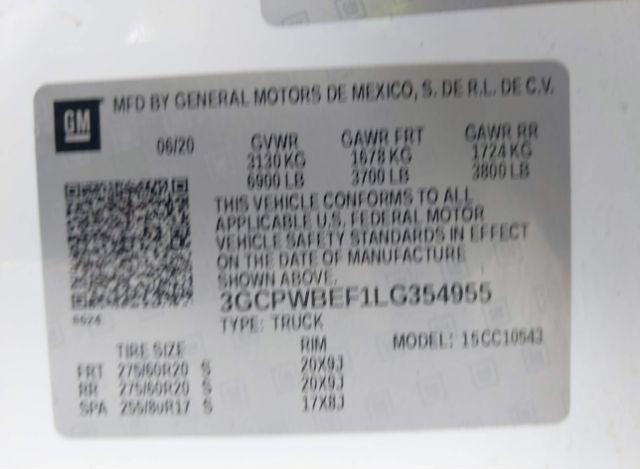 GM
MFD BY GENERAL MOTORS DE MEXICO, S. DE R.L. DE C.V.
06/20 GVWR GAWR FRT GAWR RR
3130 KG 1678 KG 1724 KG
6900 LB 3700 LB 3800 LB
THIS VEHICLE CONFORMS TO ALL
APPLICABLE U.S. FEDERAL MOTOR
VEHICLE SAFETY STANDARDS IN EFFECT
ON THE DATE OF MANUFACTURE
SHOWN ABOVE.
3GCPWBEF1LG354955
TYPE: TRUCK
MODEL: 15CC10543
TIRE SIZE RIM
FRT 275/60R20 S 20X9J
RR 275/60R20 S 20X9J
SPA 255/80R17 S 17X8J